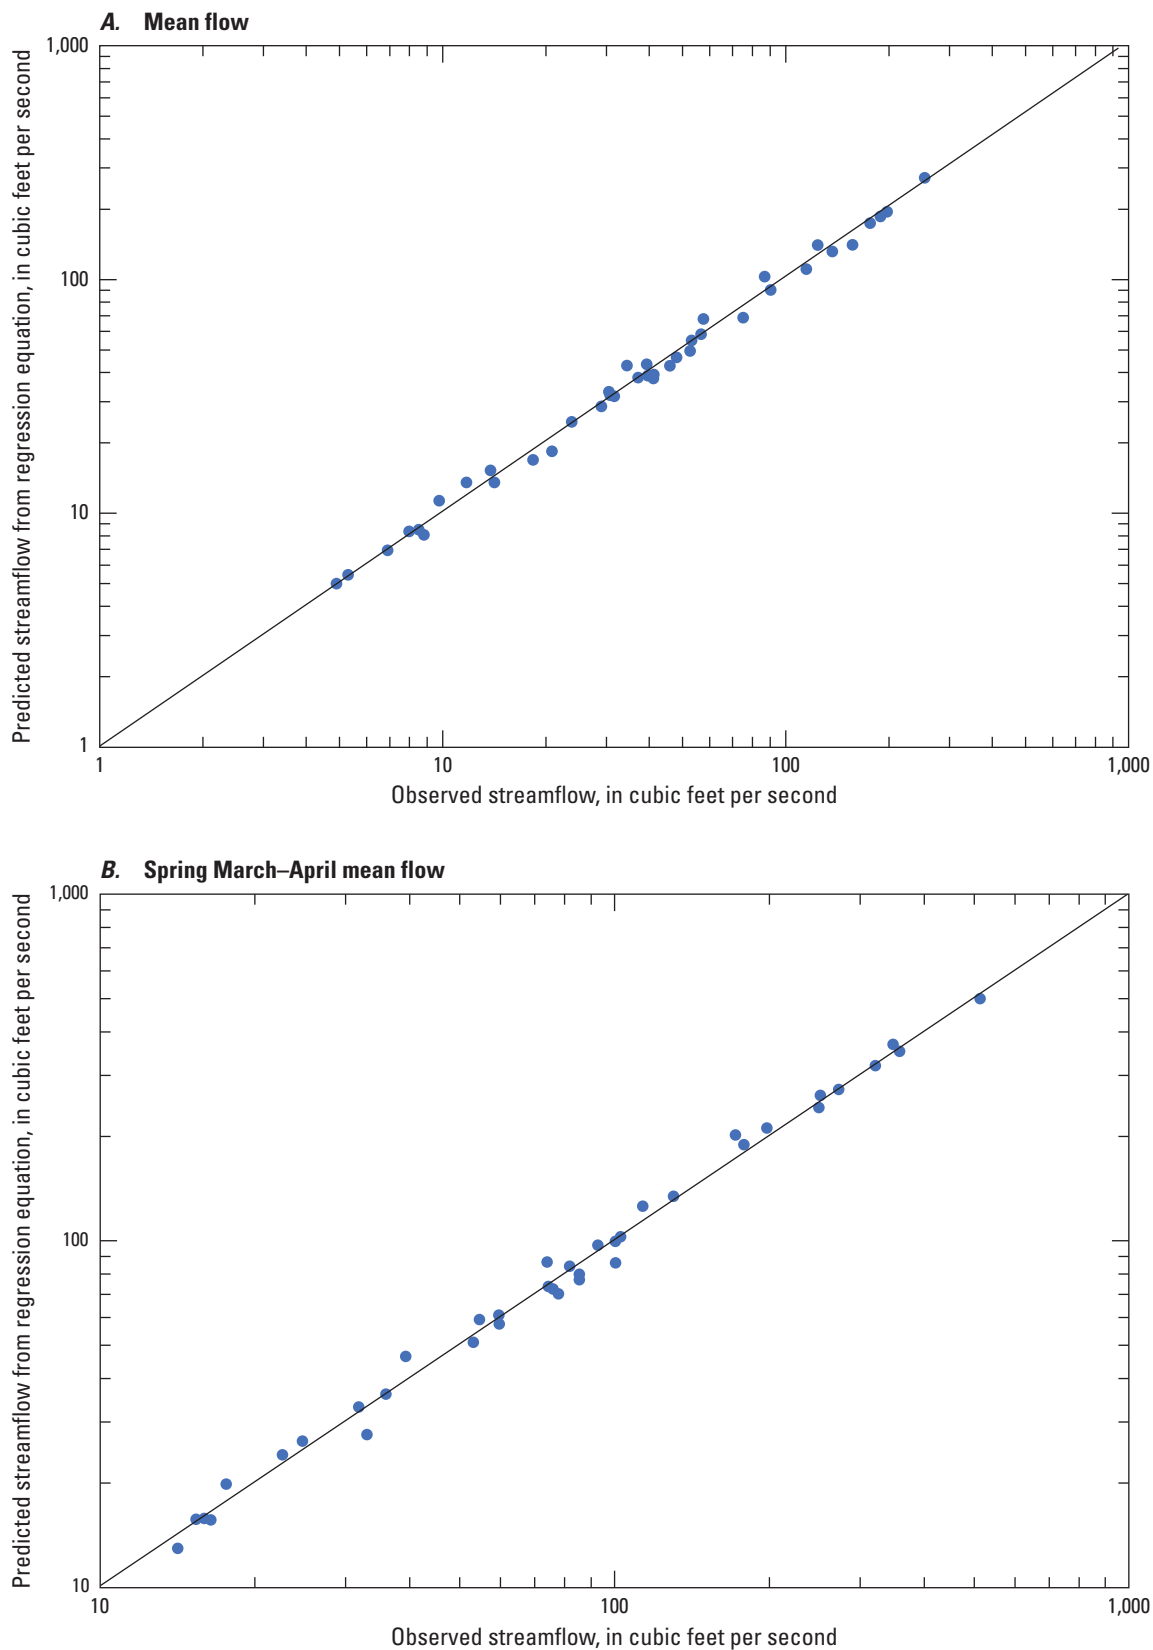 A. Mean flow
1,000
100
10
1
Predicted streamflow from regression equation, in cubic feet per second
1 10 100 1,000
Observed streamflow, in cubic feet per second
B. Spring March–April mean flow
1,000
100
10
Predicted streamflow from regression equation, in cubic feet per second
10 100 1,000
Observed streamflow, in cubic feet per second